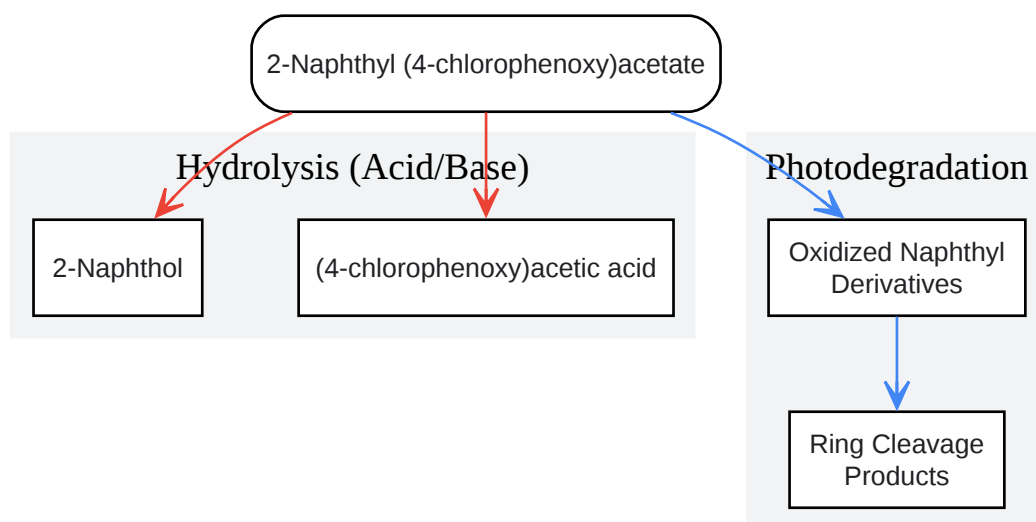 2-Naphthyl (4-chlorophenoxy)acetate
Hydrolysis (Acid/Base)
Photodegradation
2-Naphthol
(4-chlorophenoxy)acetic acid
Oxidized Naphthyl
Derivatives
Ring Cleavage
Products